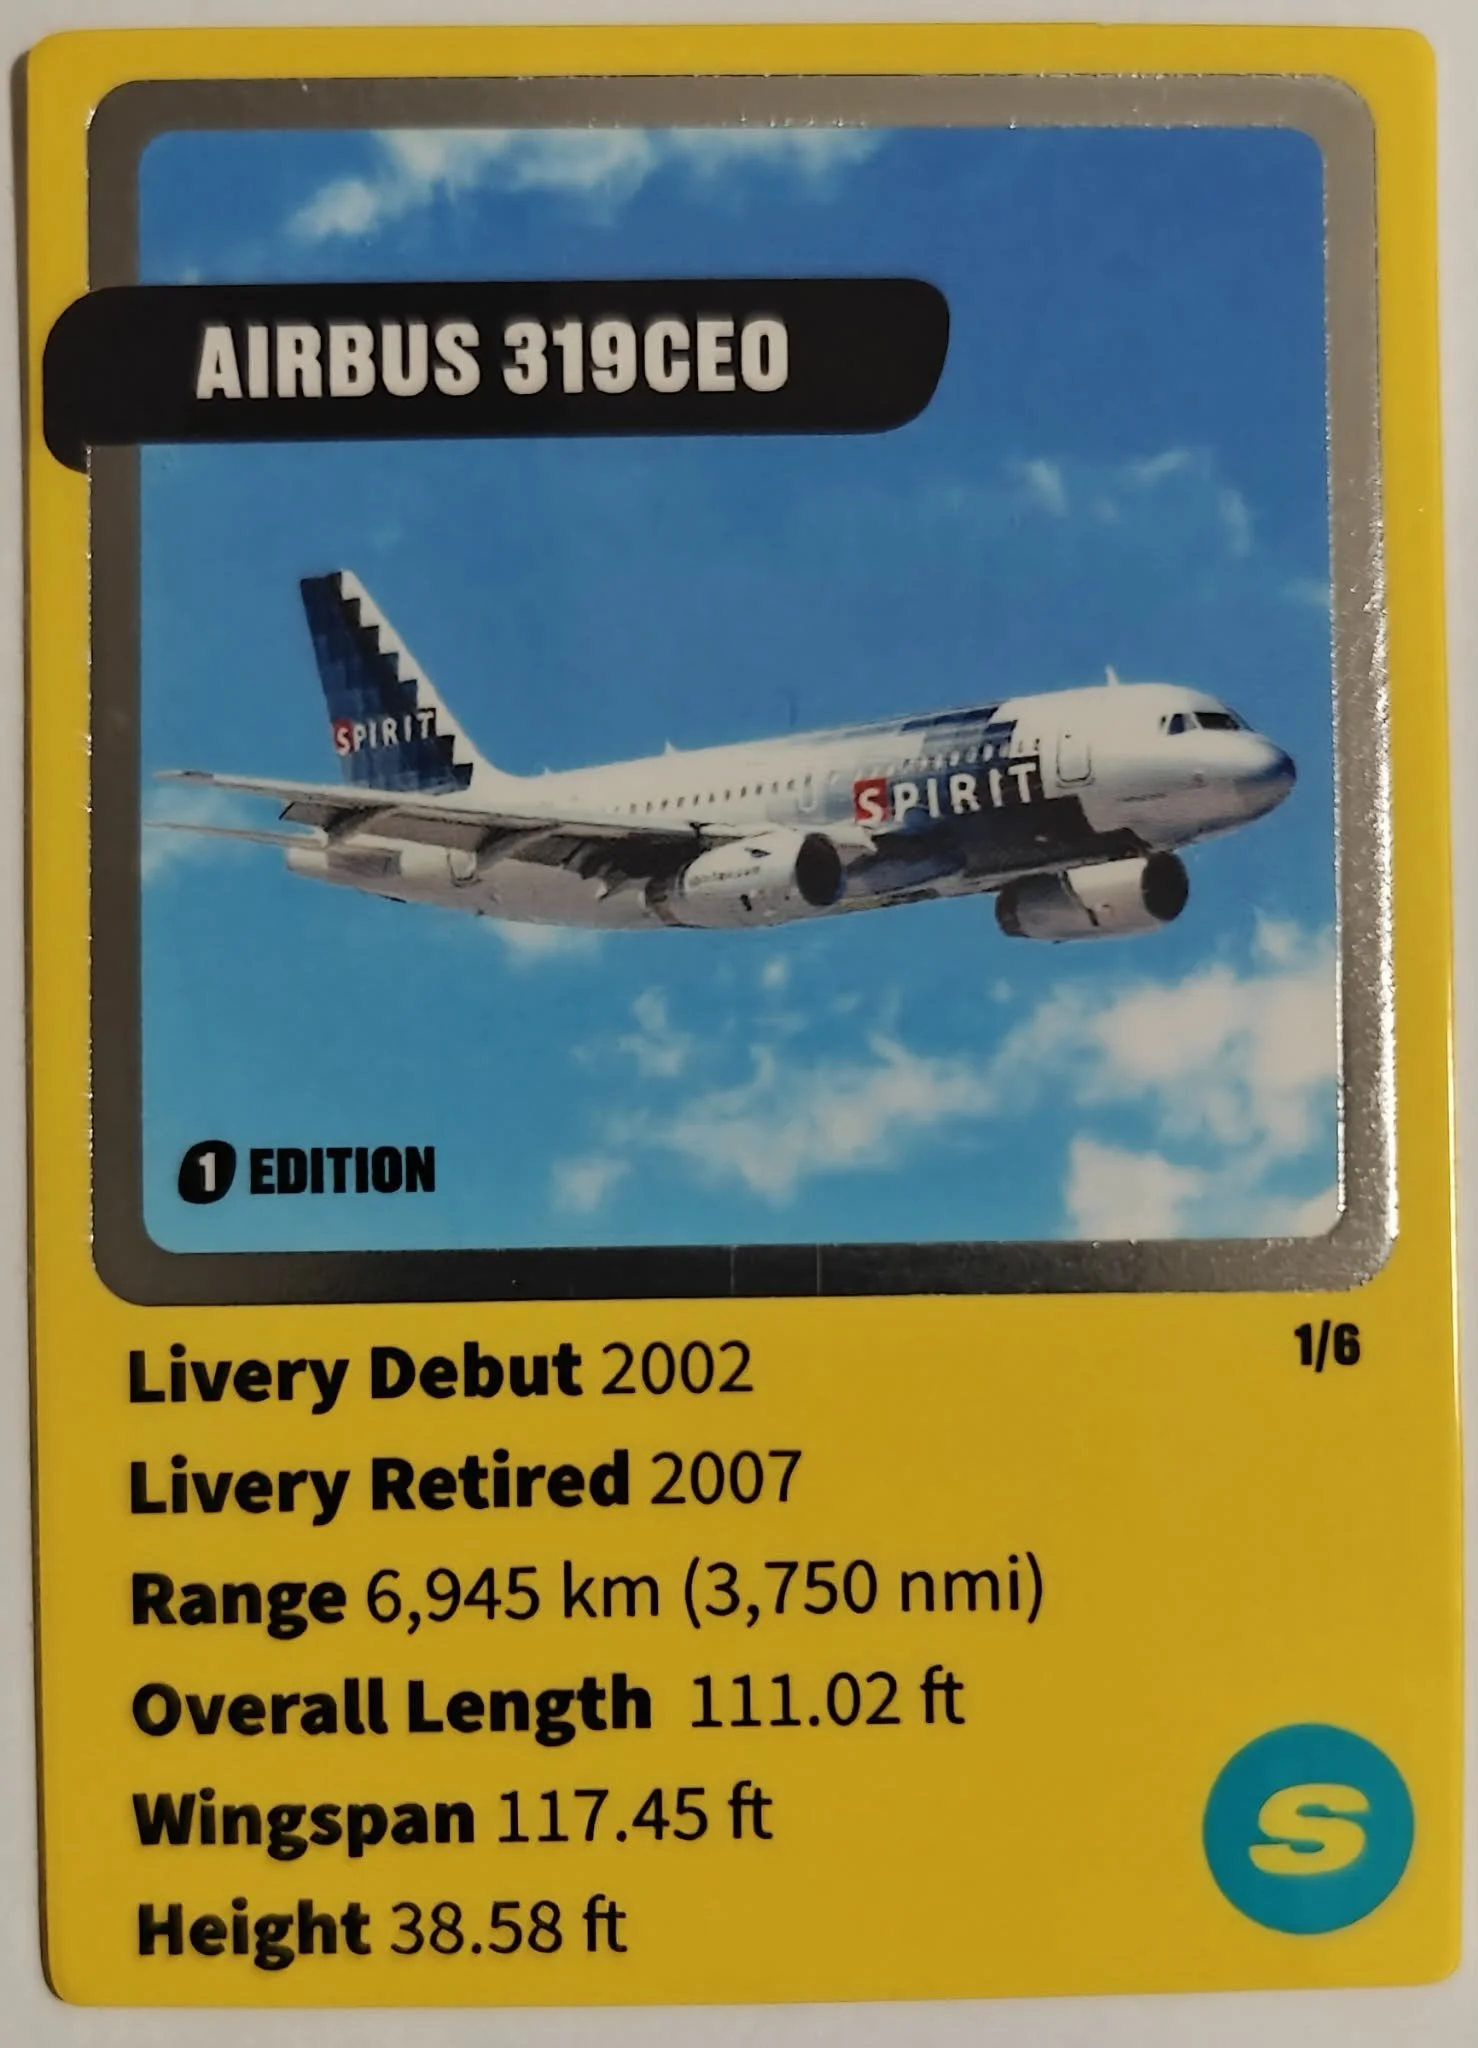 AIRBUS 319CEO
SPIRIT
SPIRIT
1 EDITION
1/6
Livery Debut 2002
Livery Retired 2007
Range 6,945 km (3,750 nmi)
Overall Length 111.02 ft
Wingspan 117.45 ft
Height 38.58 ft
S